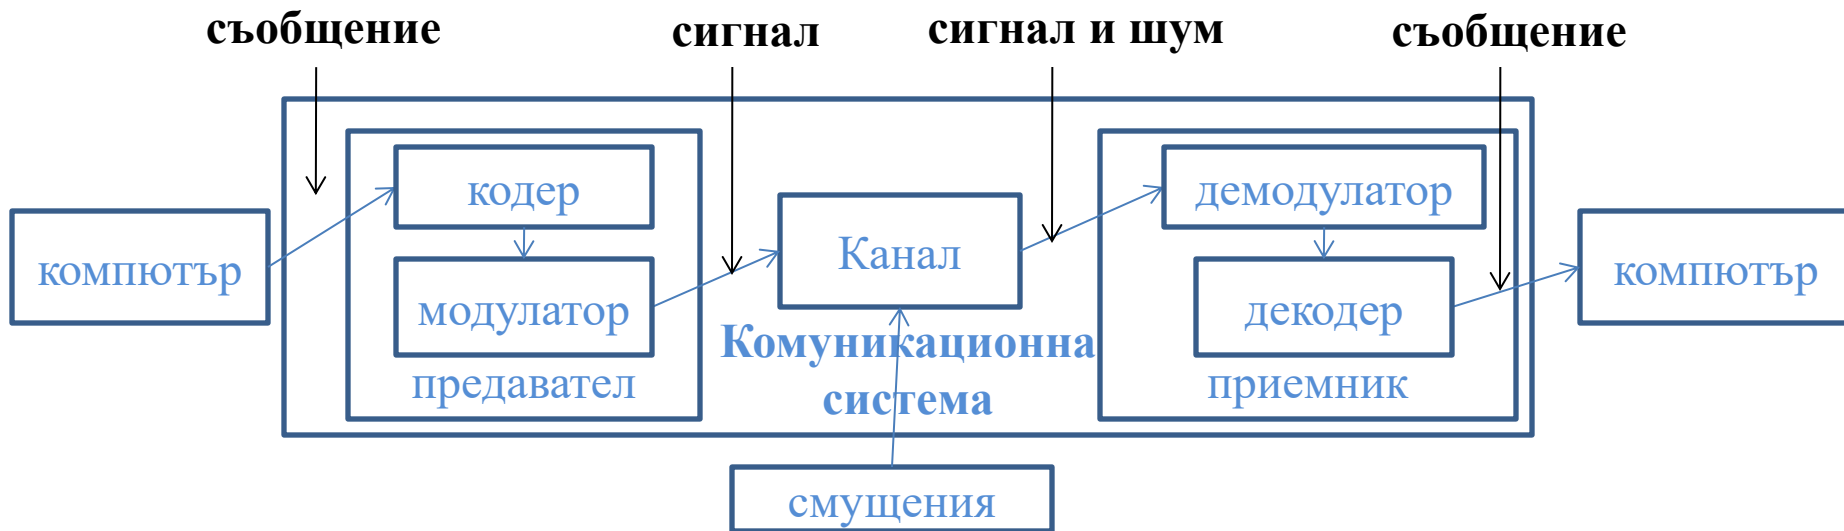 съобщение
сигнал
сигнал и шум
съобщение
компютър
кодер
модулатор
предавател
Канал
Комуникационна
система
смущения
демодулатор
декодер
приемник
компютър